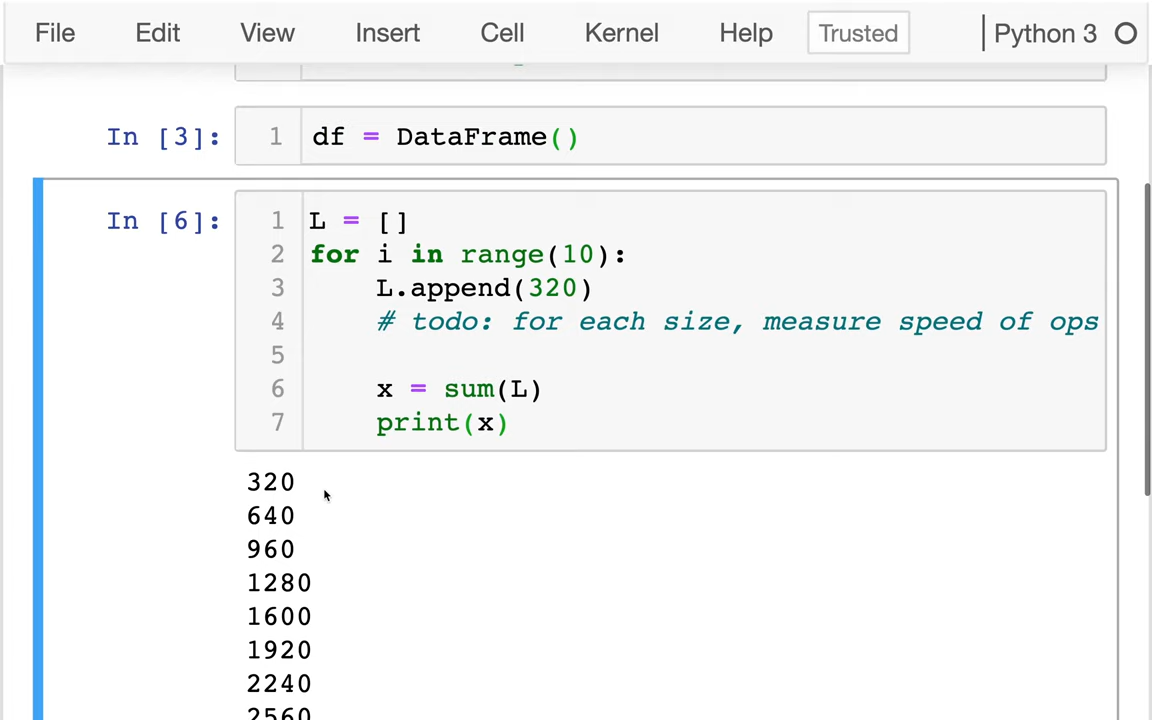 File Edit View Insert Cell Kernel Help Trusted Python 3
In [3]: 1 df = DataFrame()
In [6]: 1 L = []
2 for i in range(10):
3 L.append(320)
4 # todo: for each size, measure speed of ops
5
6 x = sum(L)
7 print(x)
320
640
960
1280
1600
1920
2240
2560